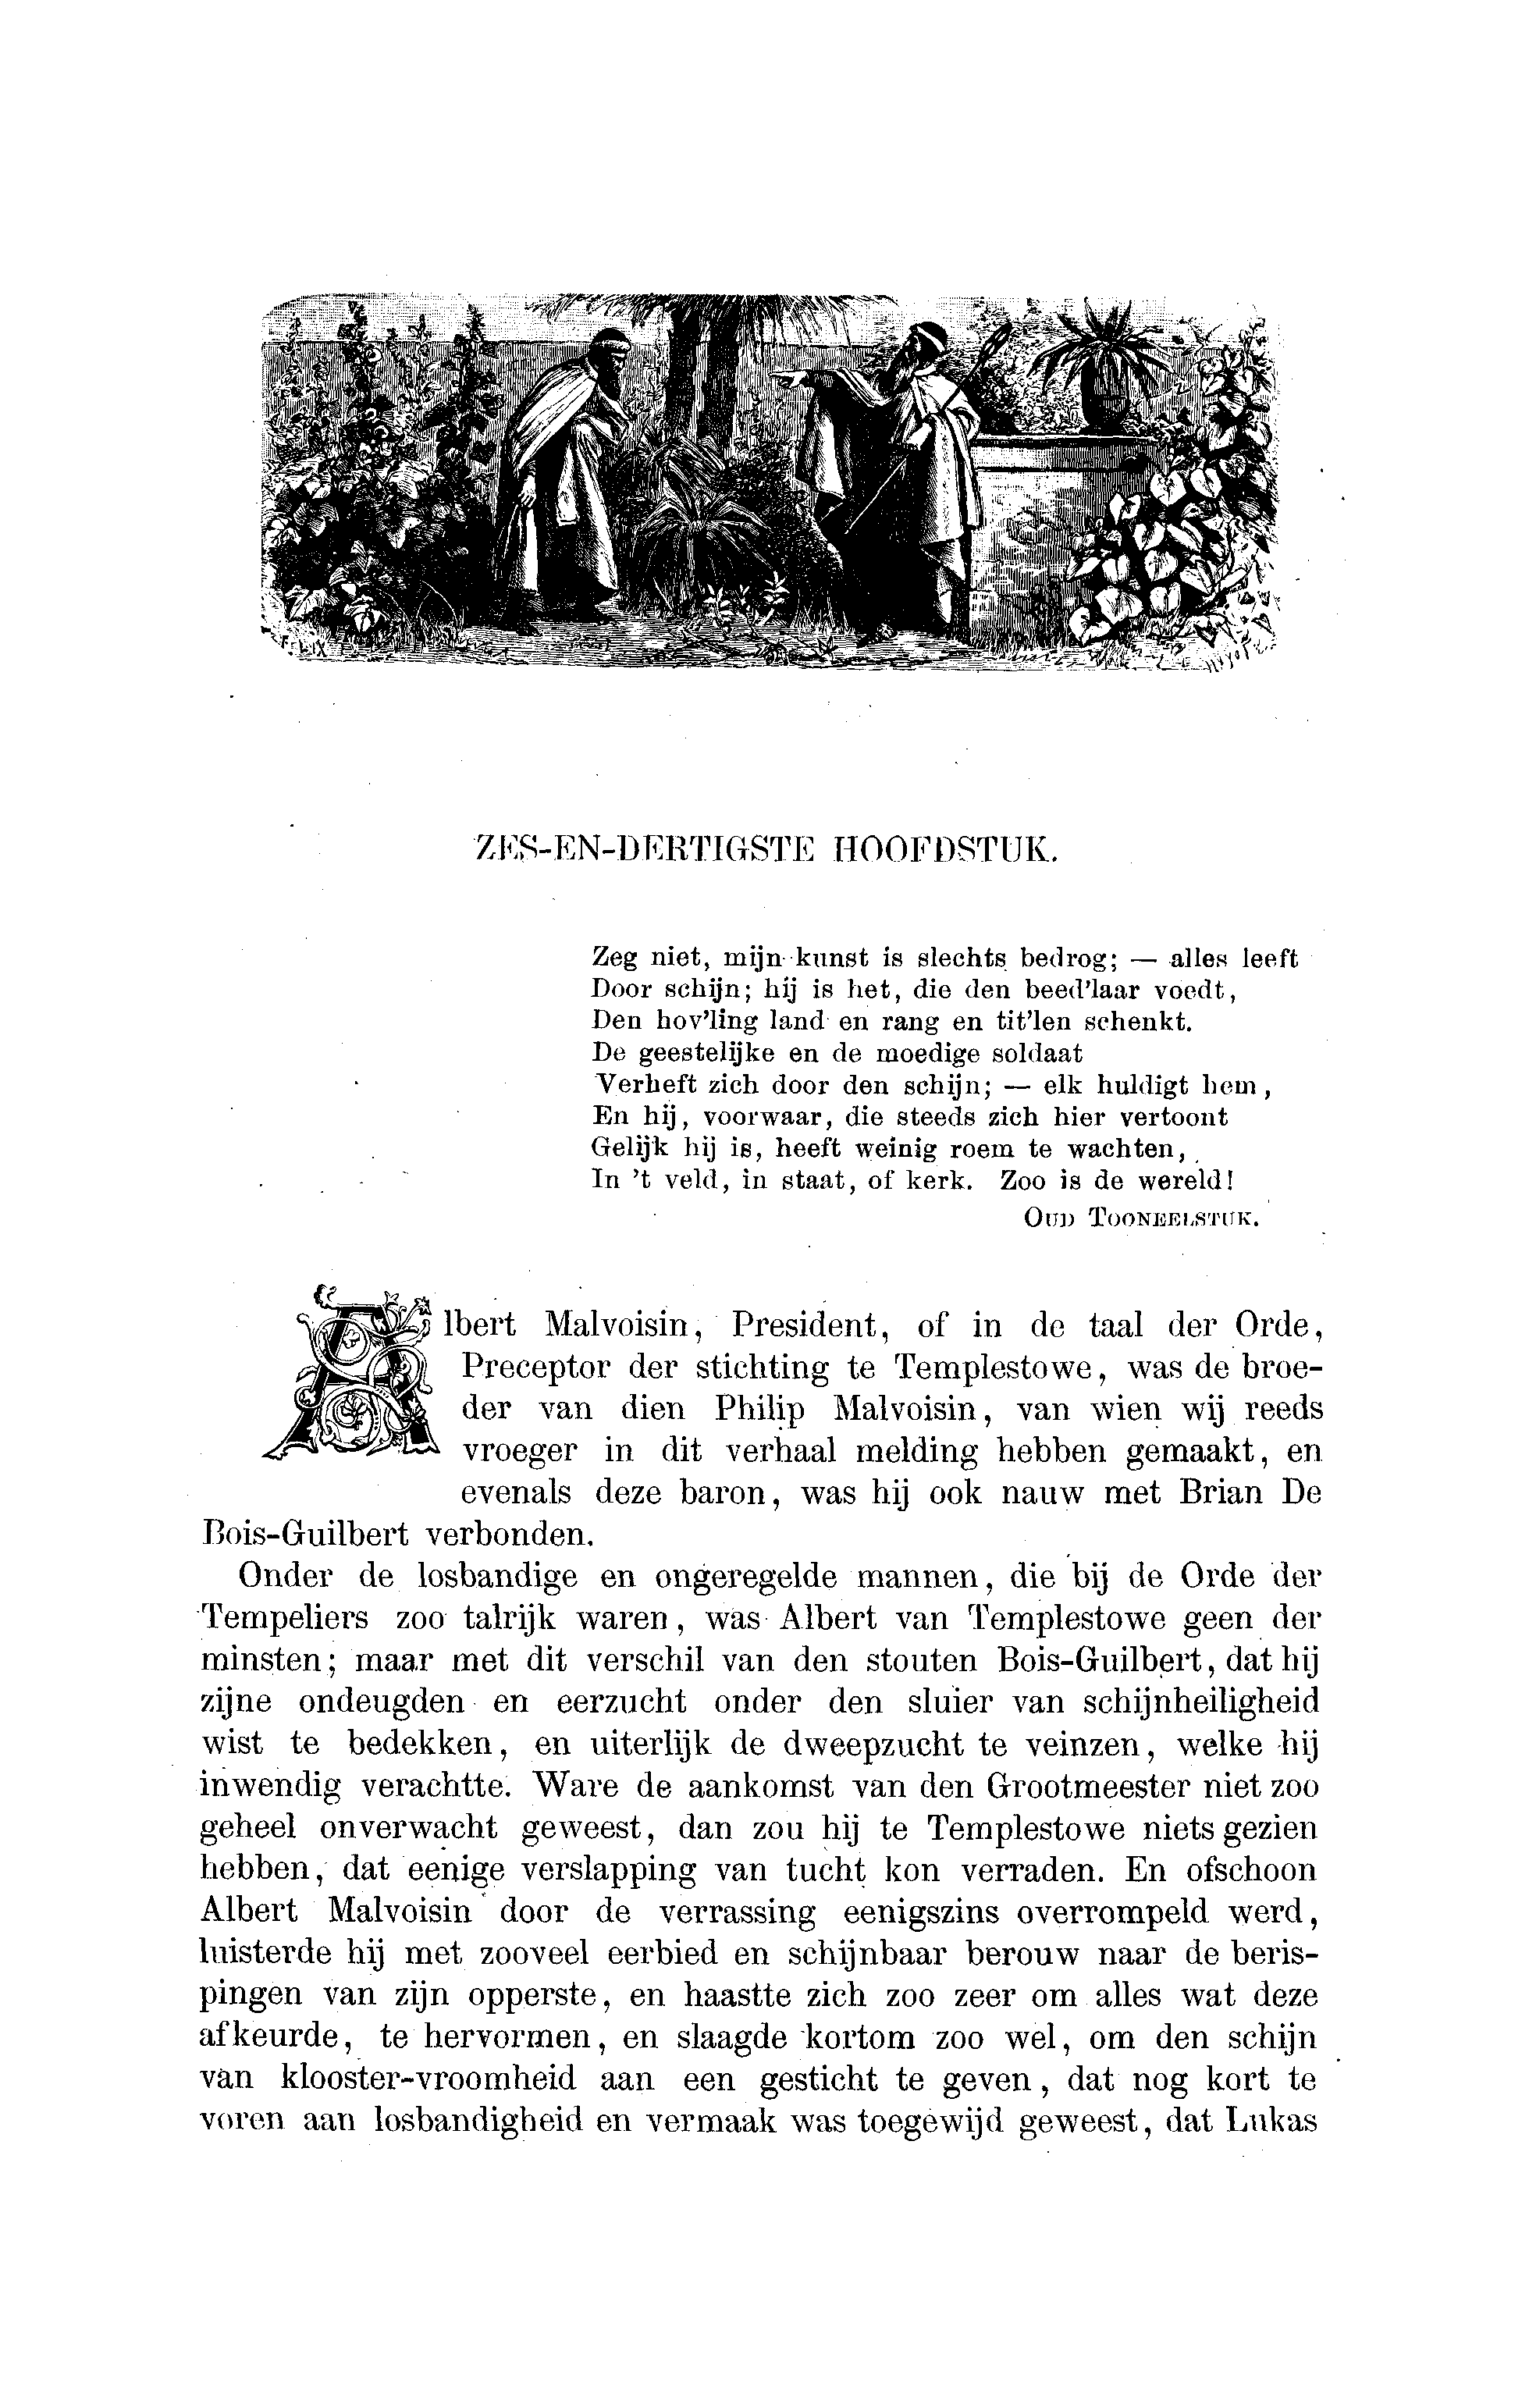 ZES-EN-DERTIGSTE HOOFDSTUK.
Zeg niet, mijn kunst is slechts bedrog; — alles leeft
Door schijn; hij is het, die den beed'laar voedt,
Den hov'ling land en rang en tit'len schenkt.
De geestelijke en de moedige soldaat
Verheft zich door den schijn; — elk huldigt hem,
En hij, voorwaar, die steeds zich hier vertoont
Gelijk hij is, heeft weinig roem te wachten,
In 't veld, in staat, of kerk. Zoo is de wereld!
OUD TOONEELSTUK.
Albert Malvoisin, President, of in de taal der Orde,
Preceptor der stichting te Templestowe, was de broe-
der van dien Philip Malvoisin, van wien wij reeds
vroeger in dit verhaal melding hebben gemaakt, en
evenals deze baron, was hij ook nauw met Brian De
Bois-Guilbert verbonden.
Onder de losbandige en ongeregelde mannen, die bij de Orde der
Tempeliers zoo talrijk waren, was Albert van Templestowe geen der
minsten; maar met dit verschil van den stouten Bois-Guilbert, dat hij
zijne ondeugden en eerzucht onder den sluier van schijnheiligheid
wist te bedekken, en uiterlijk de dweepzucht te veinzen, welke hij
inwendig verachtte. Ware de aankomst van den Grootmeester niet zoo
geheel onverwacht geweest, dan zou hij te Templestowe niets gezien
hebben, dat eenige verslapping van tucht kon verraden. En ofschoon
Albert Malvoisin door de verrassing eenigszins overrompeld werd,
luisterde hij met zooveel eerbied en schijnbaar berouw naar de beris-
pingen van zijn opperste, en haastte zich zoo zeer om alles wat deze
afkeurde, te hervormen, en slaagde kortom zoo wel, om den schijn
van klooster-vroomheid aan een gesticht te geven, dat nog kort te
voren aan losbandigheid en vermaak was toegewijd geweest, dat Lukas